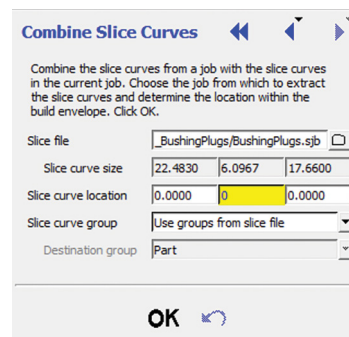 Combine Slice Curves
Combine the slice curves from a job with the slice curves
in the current job. Choose the job from which to extract
the slice curves and determine the location within the
build envelope. Click OK.
Slice file _BushingPlugs/BushingPlugs.sjb
Slice curve size 22.4830 6.0967 17.6600
Slice curve location 0.0000 0 0.0000
Slice curve group Use groups from slice file
Destination group Part
OK